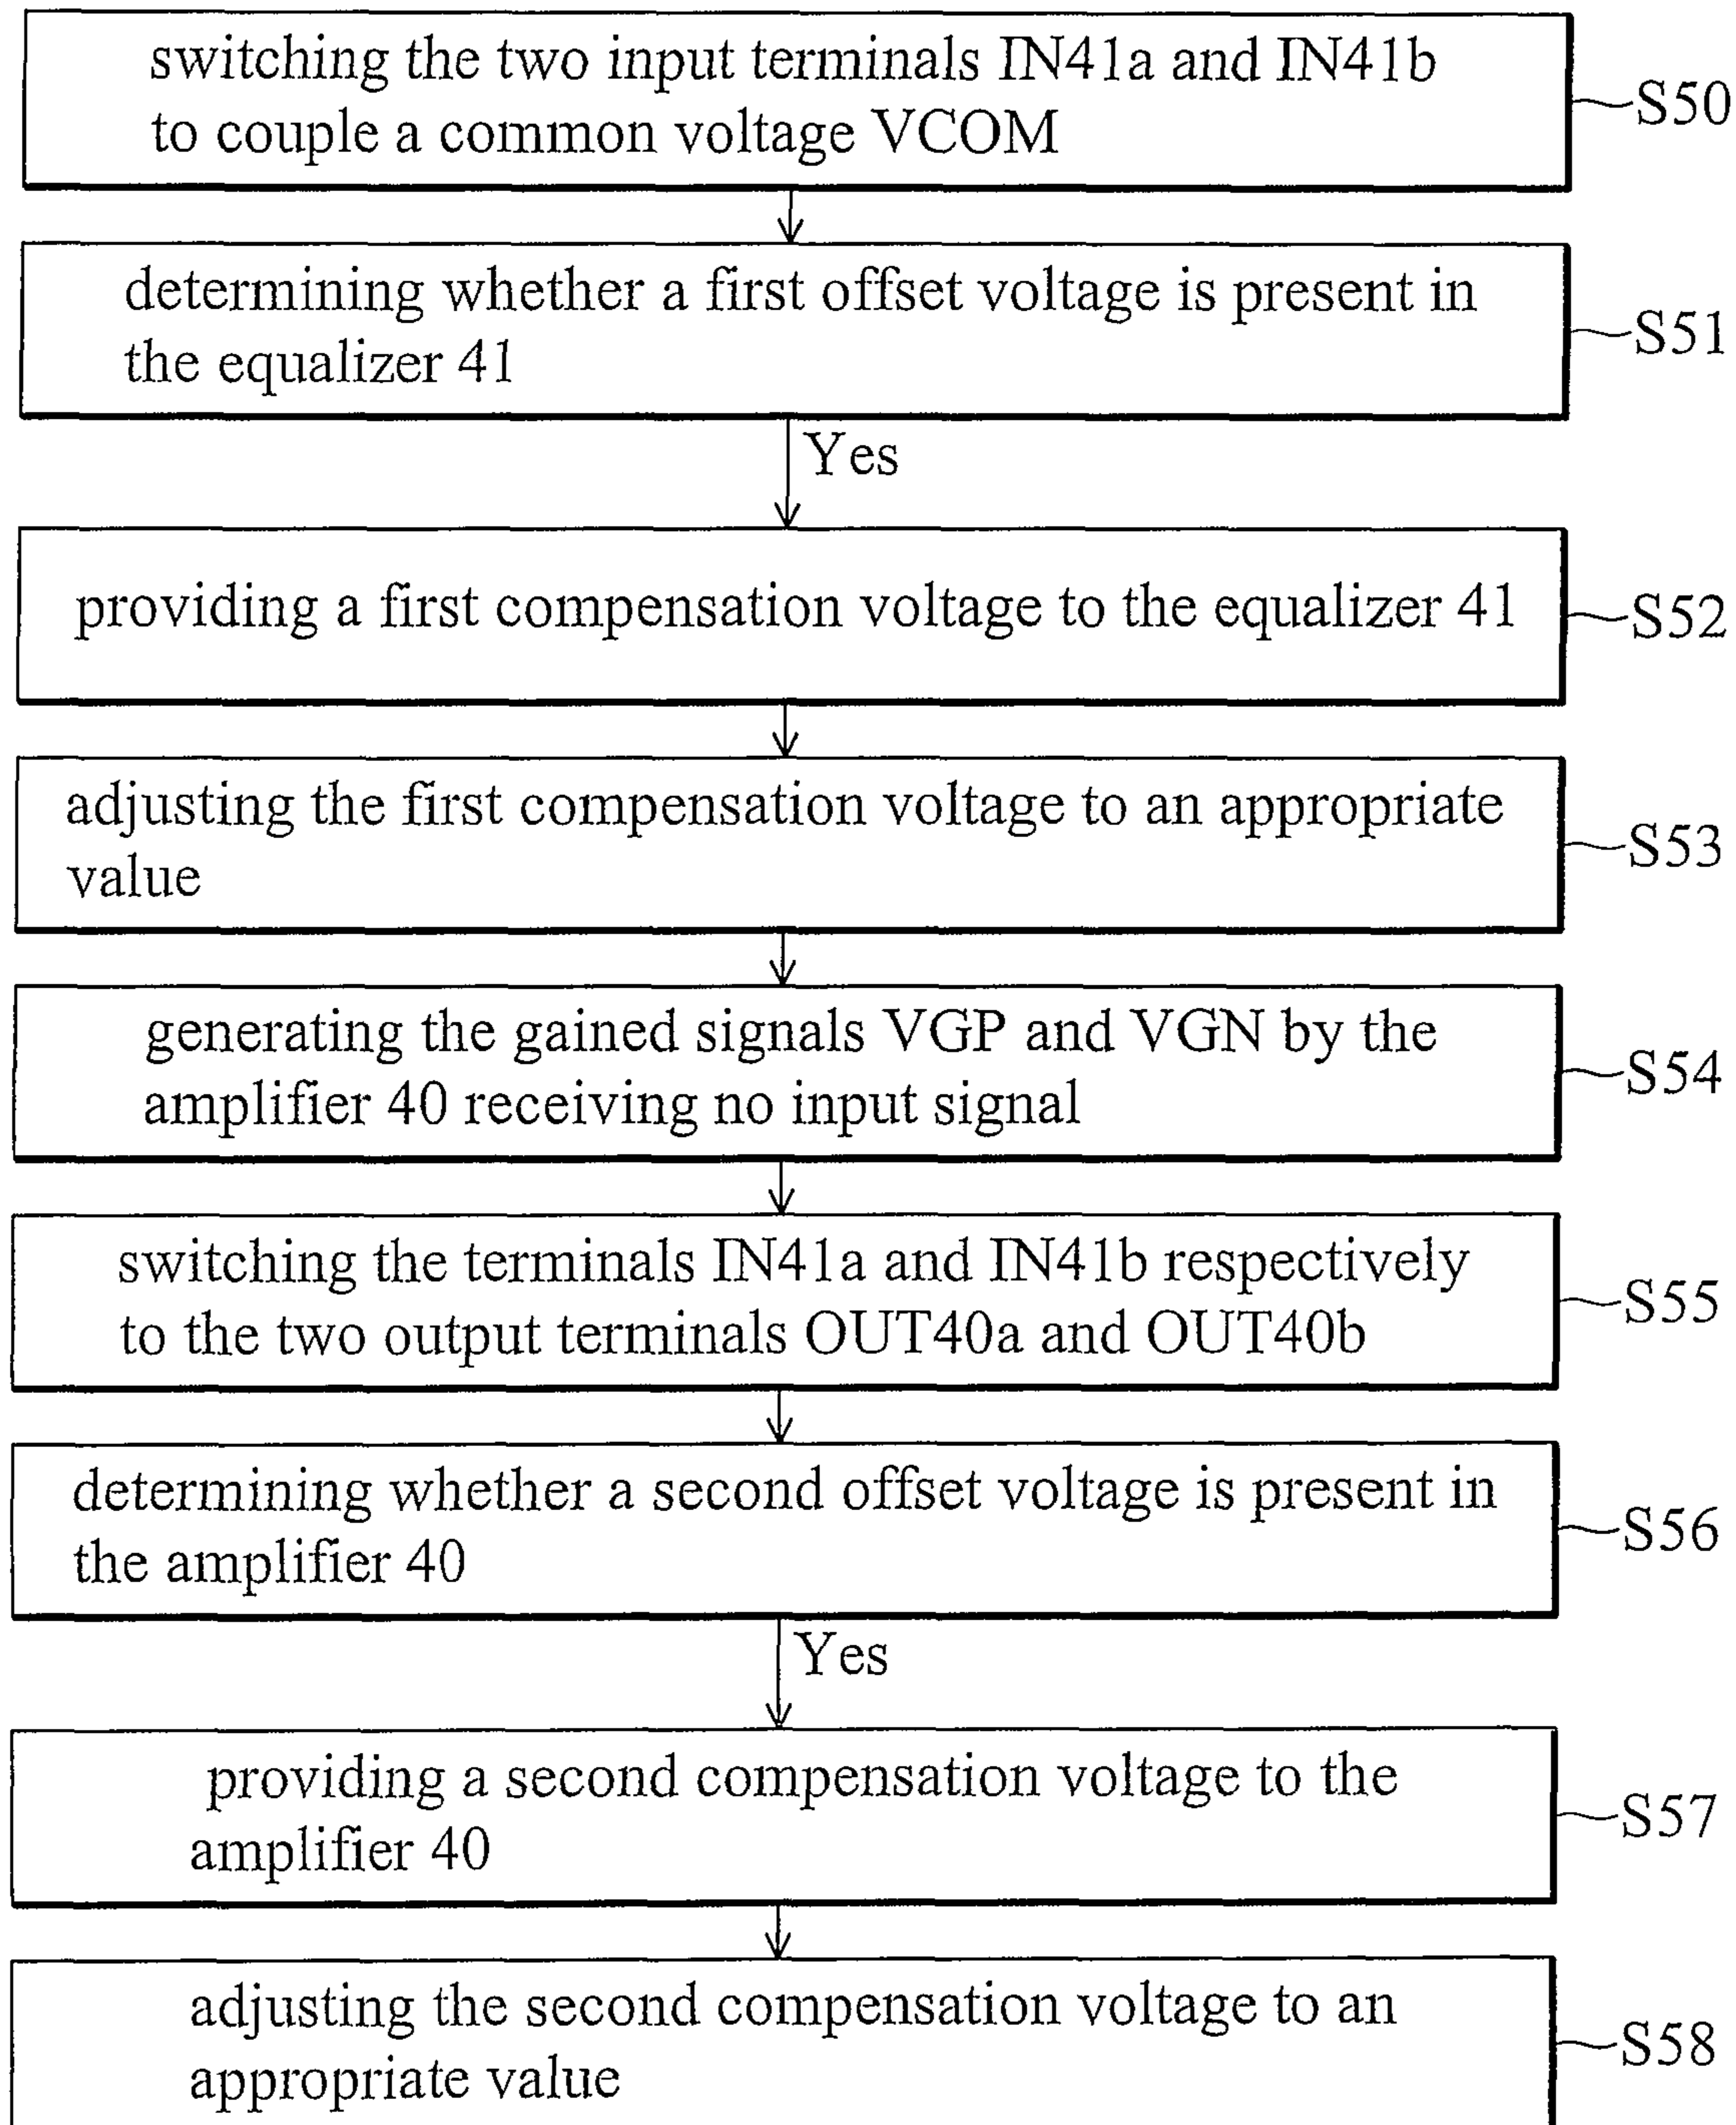 switching the two input terminals IN41a and IN41b
to couple a common voltage VCOM
S50
determining whether a first offset voltage is present in
the equalizer 41
S51
Yes
providing a first compensation voltage to the equalizer 41
S52
adjusting the first compensation voltage to an appropriate
value
S53
generating the gained signals VGP and VGN by the
amplifier 40 receiving no input signal
S54
switching the terminals IN41a and IN41b respectively
to the two output terminals OUT40a and OUT40b
S55
determining whether a second offset voltage is present in
the amplifier 40
S56
Yes
providing a second compensation voltage to the
amplifier 40
S57
adjusting the second compensation voltage to an
appropriate value
S58